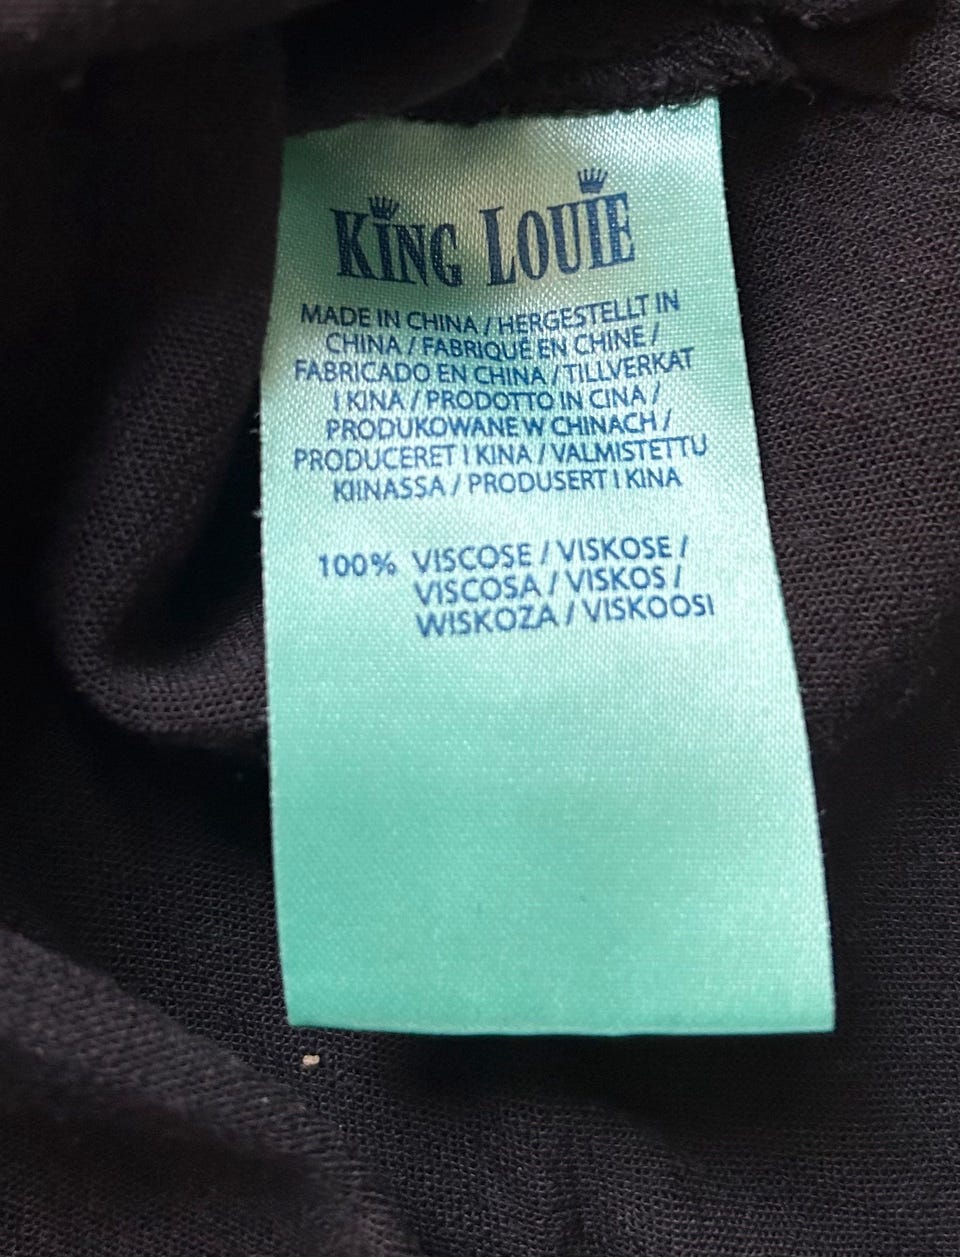 KING LOUIE
MADE IN CHINA / HERGESTELLT IN
CHINA / FABRIQUÉ EN CHINE /
FABRICADO EN CHINA / TILLVERKAT
I KINA / PRODOTTO IN CINA /
PRODUKOWANE W CHINACH /
PRODUCERET I KINA / VALMISTETTU
KIINASSA / PRODUSERT I KINA
100% VISCOSE / VISKOSE /
VISCOSA / VISKOS /
WISKOZA / VISKOOSI